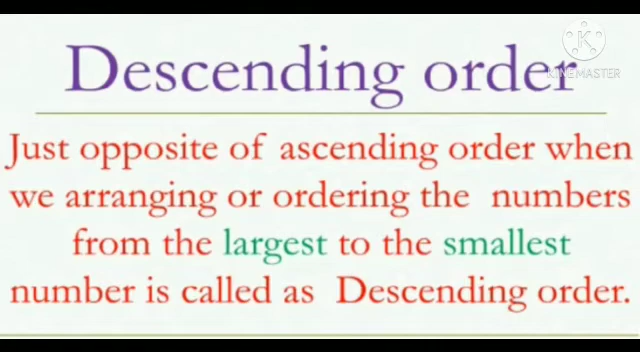 Descending order
KINEMASTER
Just opposite of ascending order when
we arranging or ordering the numbers
from the largest to the smallest
number is called as Descending order.